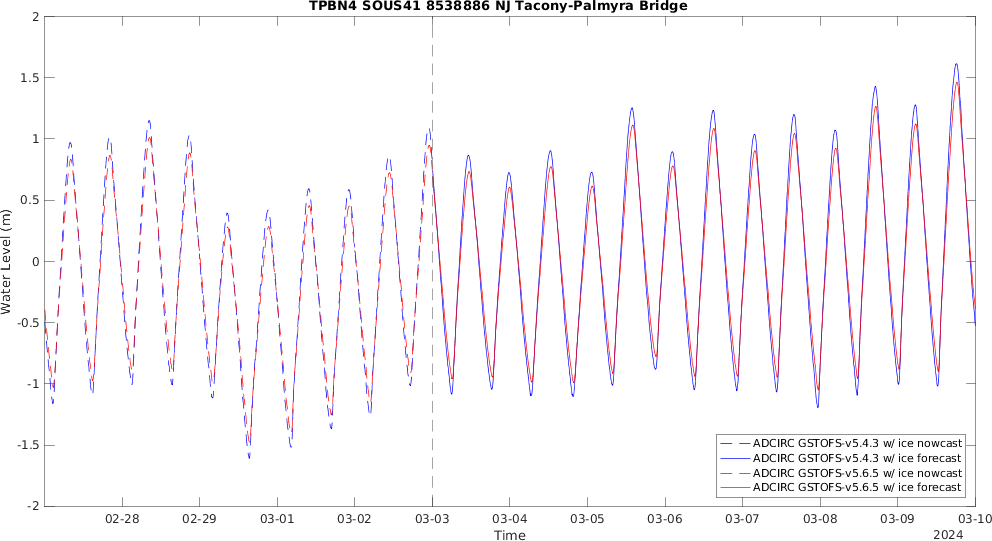 TPBN4 SOUS41 8538886 NJ Tacony-Palmyra Bridge
2
1.5
1
0.5
0
-0.5
-1
-1.5
-2
Water Level (m)
ADCIRC GSTOFS-v5.4.3 w/ ice nowcast
ADCIRC GSTOFS-v5.4.3 w/ ice forecast
ADCIRC GSTOFS-v5.6.5 w/ ice nowcast
ADCIRC GSTOFS-v5.6.5 w/ ice forecast
02-28 02-29 03-01 03-02 03-03 03-04 03-05 03-06 03-07 03-08 03-09 03-10
Time
2024